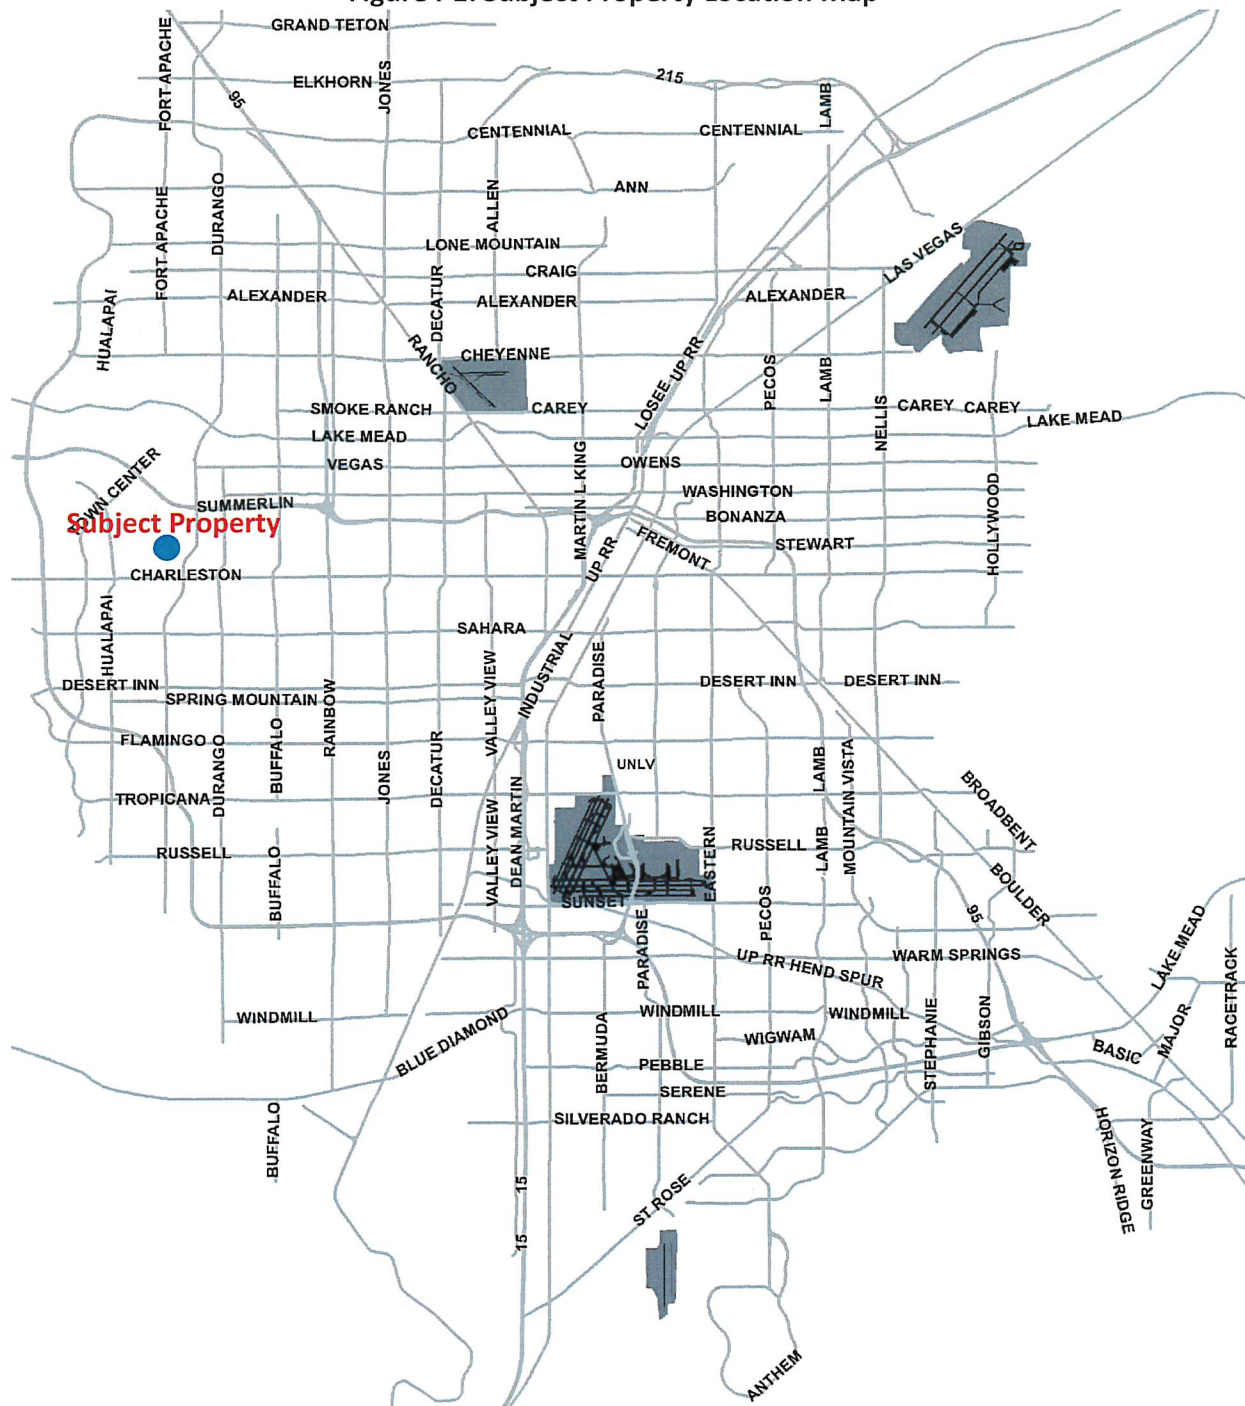 GRAND TETON
FORT APACHE
ELKHORN
JONES
95
215
LAMB
CENTENNIAL
CENTENNIAL
ANN
ALLEN
DURANGO
FORT APACHE
LONE MOUNTAIN
LAS VEGAS
CRAIG
HUALAPAI
ALEXANDER
ALEXANDER
ALEXANDER
DECATUR
RANCHO
CHEYENNE
LOSEE
UP RR
PECOS
LAMB
NELLIS
SMOKE RANCH
CAREY
CAREY
CAREY
LAKE MEAD
LAKE MEAD
VEGAS
OWENS
MARTIN L KING
TOWN CENTER
SUMMERLIN
WASHINGTON
Subject Property
BONANZA
HOLLYWOOD
FREMONT
STEWART
UP RR
CHARLESTON
HUALAPAI
SAHARA
INDUSTRIAL
PARADISE
DESERT INN
DESERT INN
DESERT INN
SPRING MOUNTAIN
RAINBOW
VALLEY VIEW
FLAMINGO
DURANGO
BUFFALO
JONES
DECATUR
UNLV
LAMB
MOUNTAIN VISTA
TROPICANA
BROADBENT
VALLEY VIEW
DEAN MARTIN
RUSSELL
RUSSELL
LAMB
EASTERN
BUFFALO
BOULDER
SUNSET
PECOS
95
PARADISE
LAKE MEAD
WARM SPRINGS
UP RR HEND SPUR
RACETRACK
WINDMILL
WINDMILL
WINDMILL
STEPHANIE
GIBSON
MAJOR
BLUE DIAMOND
BERMUDA
WIGWAM
BASIC
PEBBLE
SERENE
SILVERADO RANCH
BUFFALO
HORIZON RIDGE
GREENWAY
15
ST ROSE
15
ANTHEM